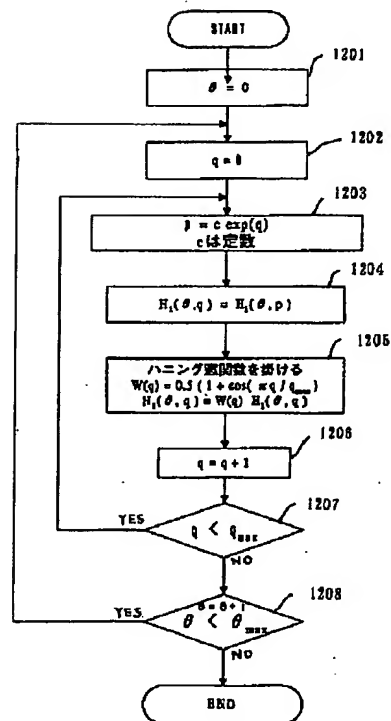 START
1201
θ = 0
1202
q = 0
1203
p = c exp(q)
cは定数
1204
H₁(θ,q) = H₁(θ,p)
1205
ハニング窓関数を掛ける
W(q) = 0.5 ( 1 + cos( πq / qmax)
H₁(θ,q) = W(q) H₁(θ,q)
1206
q = q + 1
1207
YES
q < qmax
NO
1208
θ = θ + 1
YES
θ < θmax
NO
END